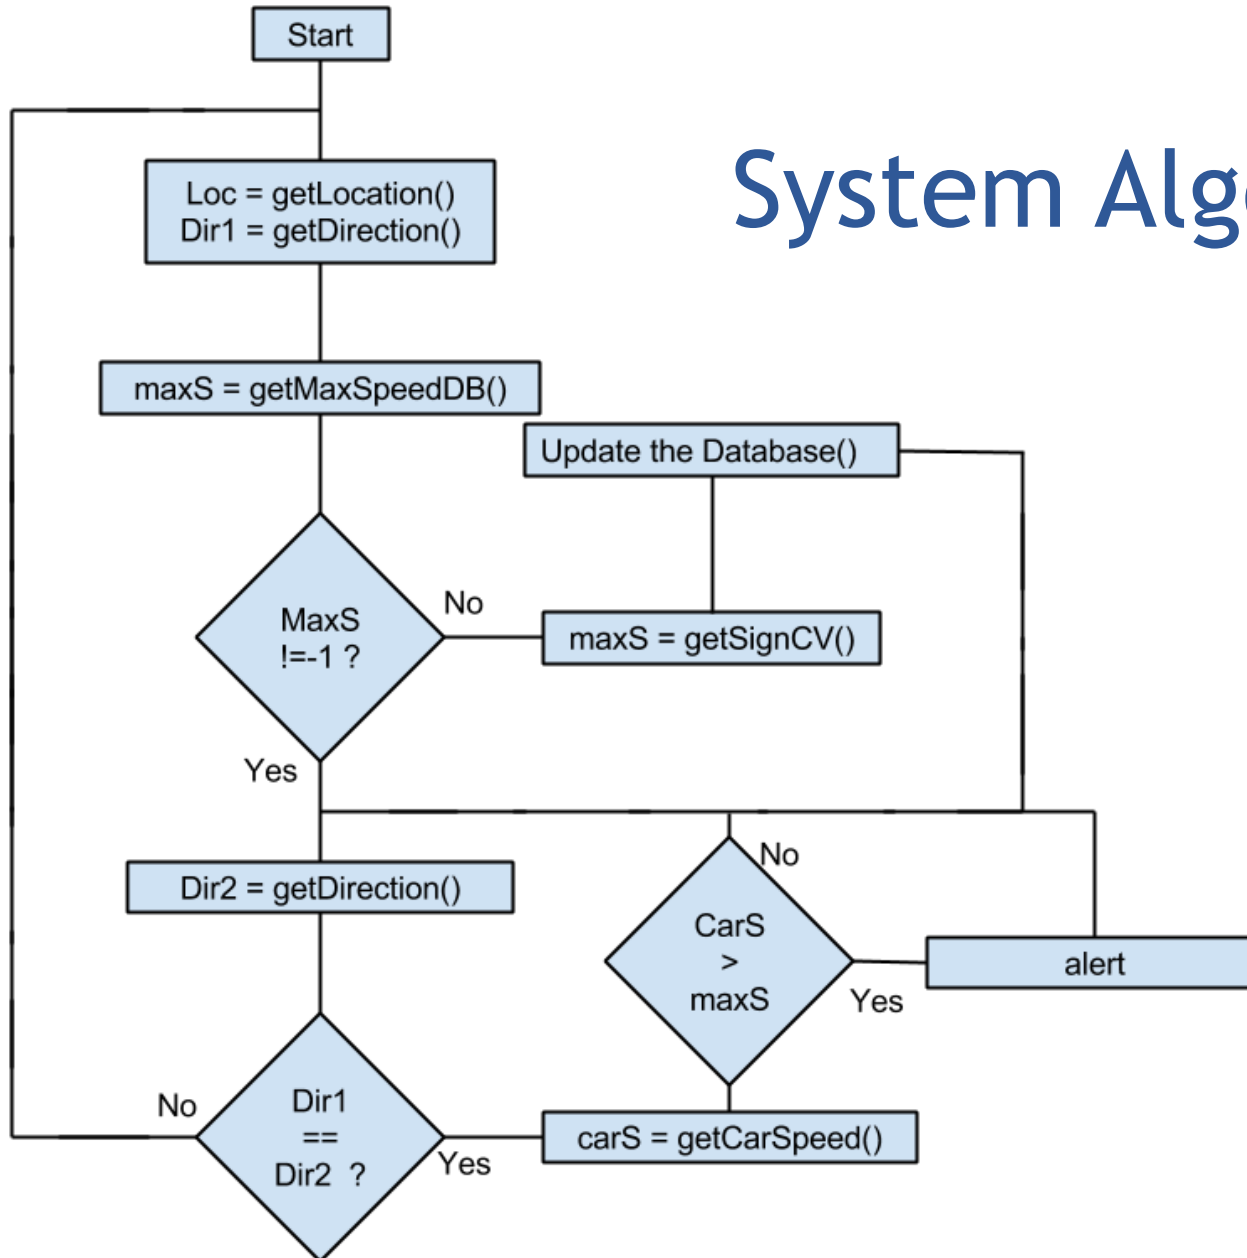 Start
System Alg
Loc = getLocation()
Dir1 = getDirection()
maxS = getMaxSpeedDB()
Update the Database()
MaxS
!=-1 ?
No
maxS = getSignCV()
Yes
Dir2 = getDirection()
No
CarS
>
maxS
Yes
alert
Dir1
==
Dir2 ?
No
Yes
carS = getCarSpeed()